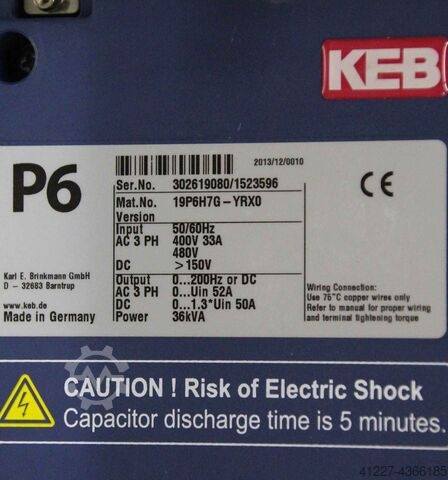 KEB
2013/12/0010
P6
Ser.No. 302619080/1523596
Mat.No. 19P6H7G-YRX0
Version
Input 50/60Hz
AC 3 PH 400V 33A
480V
DC >150V
Output 0...200Hz or DC
AC 3 PH 0...Uin 52A
DC 0...1.3*Uin 50A
Power 36kVA
Karl E. Brinkmann GmbH
D - 32683 Barntrup
www.keb.de
Made in Germany
CE
Wiring Connection:
Use 75°C copper wires only
Refer to manual for proper wiring
and terminal tightening torque
CAUTION ! Risk of Electric Shock
Capacitor discharge time is 5 minutes.
41227-4366185